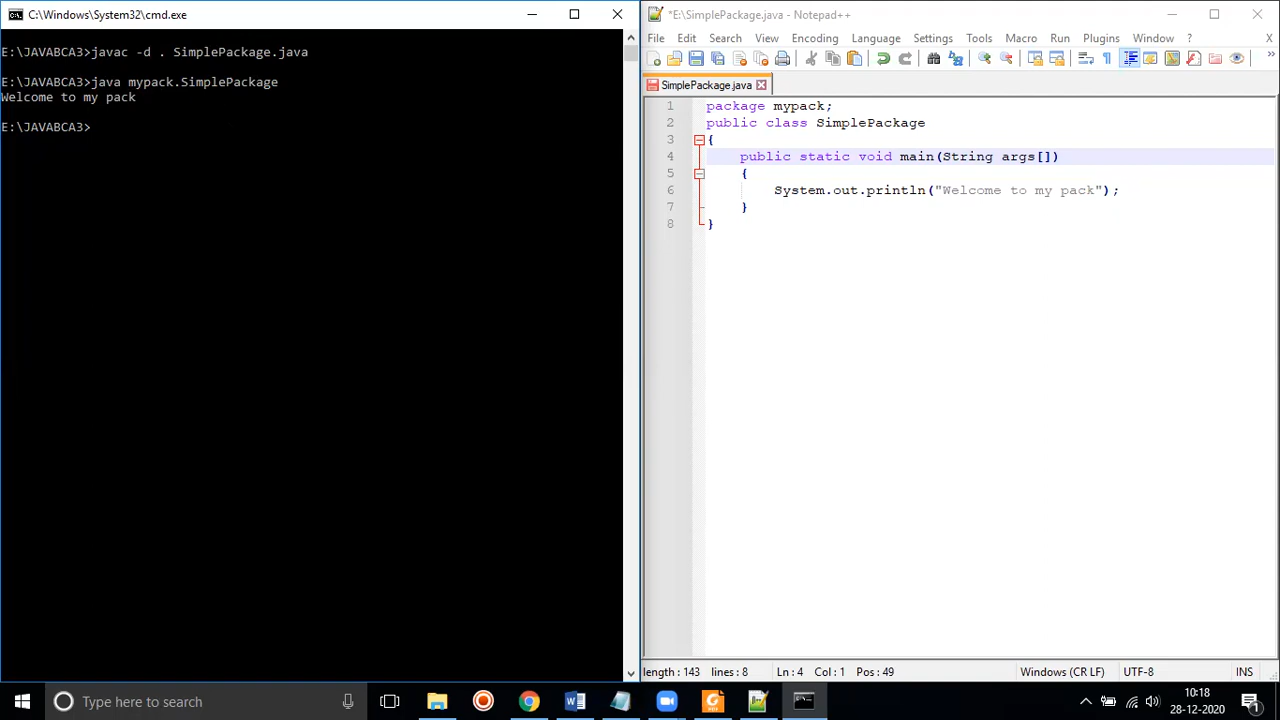 C:\Windows\System32\cmd.exe
E:\JAVABCA3>javac -d . SimplePackage.java
E:\JAVABCA3>java mypack.SimplePackage
Welcome to my pack
E:\JAVABCA3>
*E:\SimplePackage.java - Notepad++
File Edit Search View Encoding Language Settings Tools Macro Run Plugins Window ? X
SimplePackage.java
1 package mypack;
2 public class SimplePackage
3 {
4 public static void main(String args[])
5 {
6 System.out.println("Welcome to my pack");
7 }
8 }
length : 143 lines : 8 Ln : 4 Col : 1 Pos : 49 Windows (CR LF) UTF-8 INS
Type here to search
10:18
28-12-2020
1